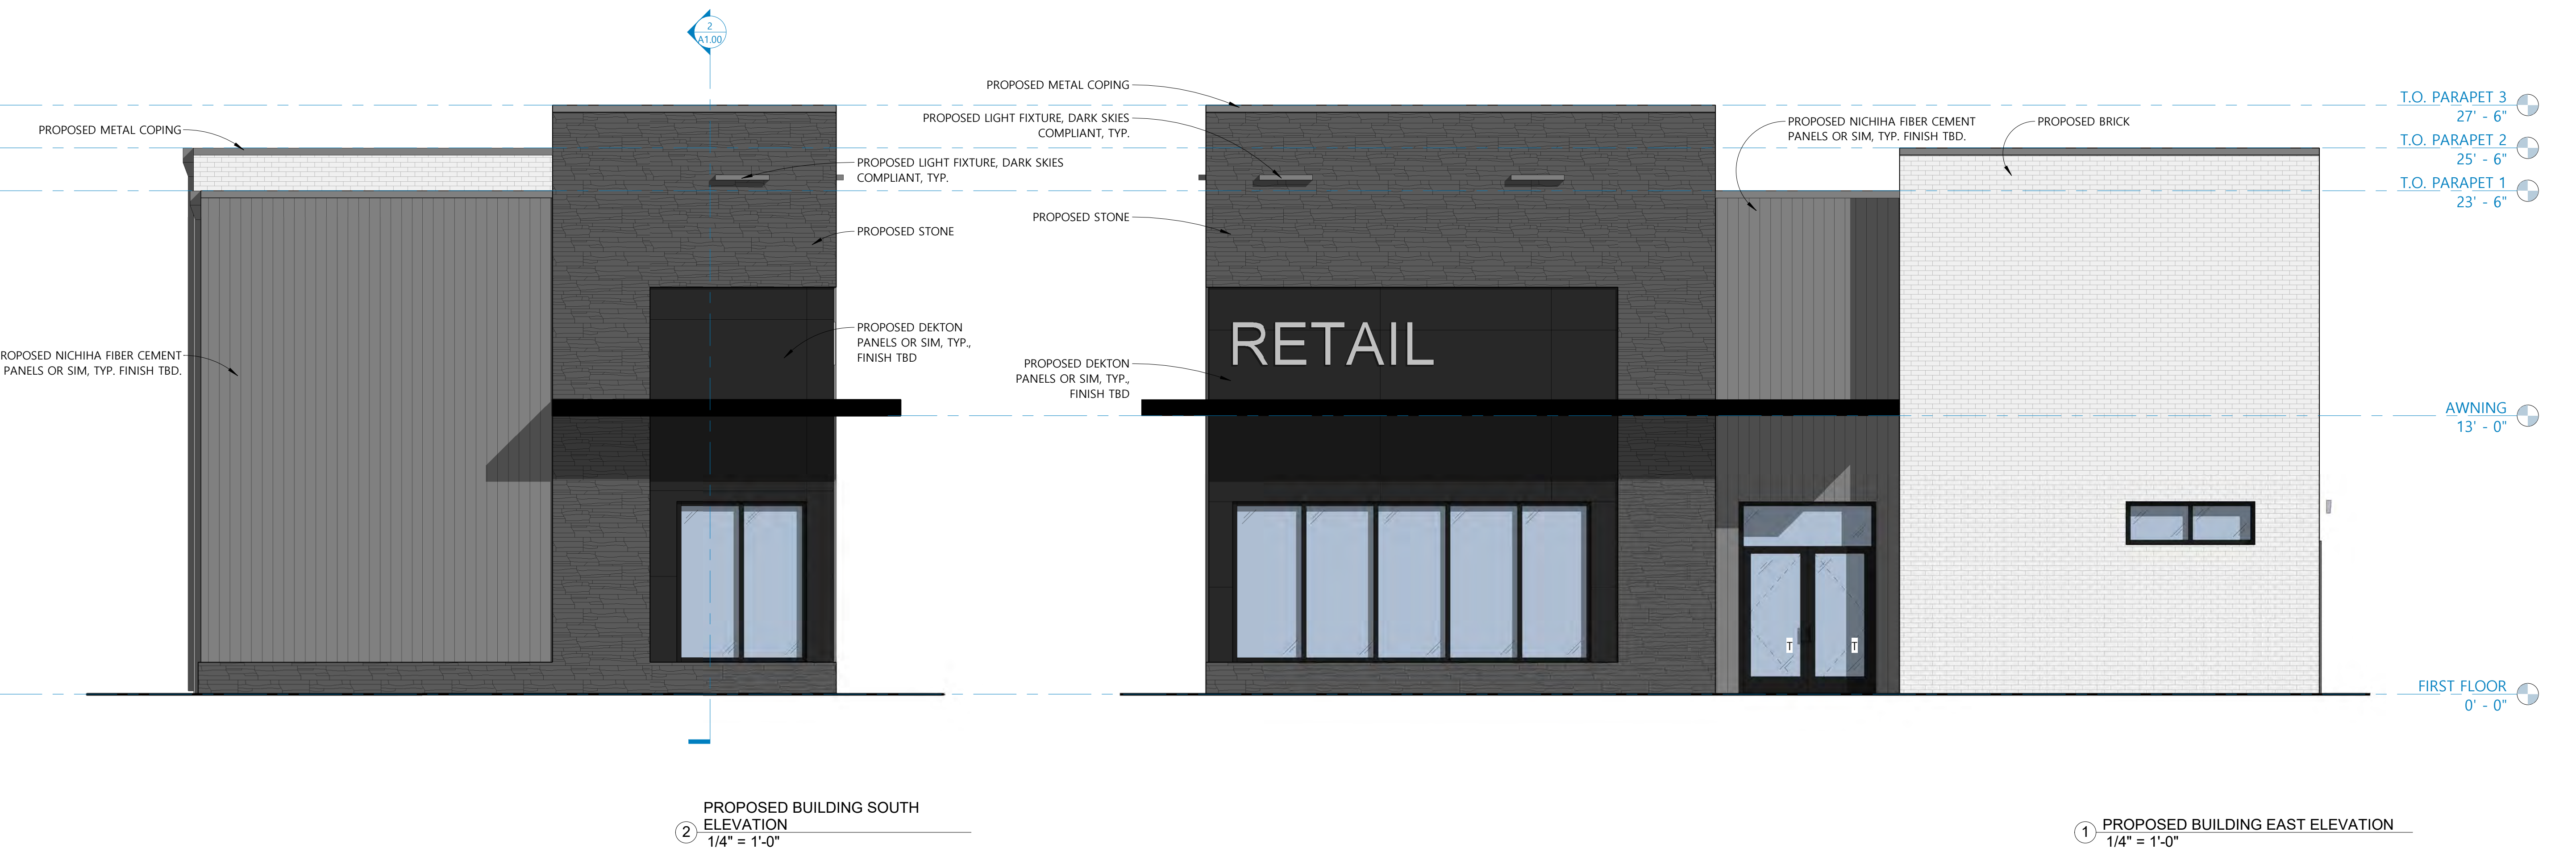 2
A1.00
PROPOSED METAL COPING
PROPOSED LIGHT FIXTURE, DARK SKIES
COMPLIANT, TYP.
PROPOSED STONE
PROPOSED DEKTON
PANELS OR SIM, TYP.,
FINISH TBD
ROPOSED NICHIHA FIBER CEMENT
PANELS OR SIM, TYP. FINISH TBD.
2
PROPOSED BUILDING SOUTH
ELEVATION
1/4" = 1'-0"
PROPOSED METAL COPING
PROPOSED LIGHT FIXTURE, DARK SKIES
COMPLIANT, TYP.
PROPOSED STONE
PROPOSED DEKTON
PANELS OR SIM, TYP.,
FINISH TBD
RETAIL
PROPOSED NICHIHA FIBER CEMENT
PANELS OR SIM, TYP. FINISH TBD.
PROPOSED BRICK
T
T
T.O. PARAPET 3
27' - 6"
T.O. PARAPET 2
25' - 6"
T.O. PARAPET 1
23' - 6"
AWNING
13' - 0"
FIRST FLOOR
0' - 0"
1
PROPOSED BUILDING EAST ELEVATION
1/4" = 1'-0"